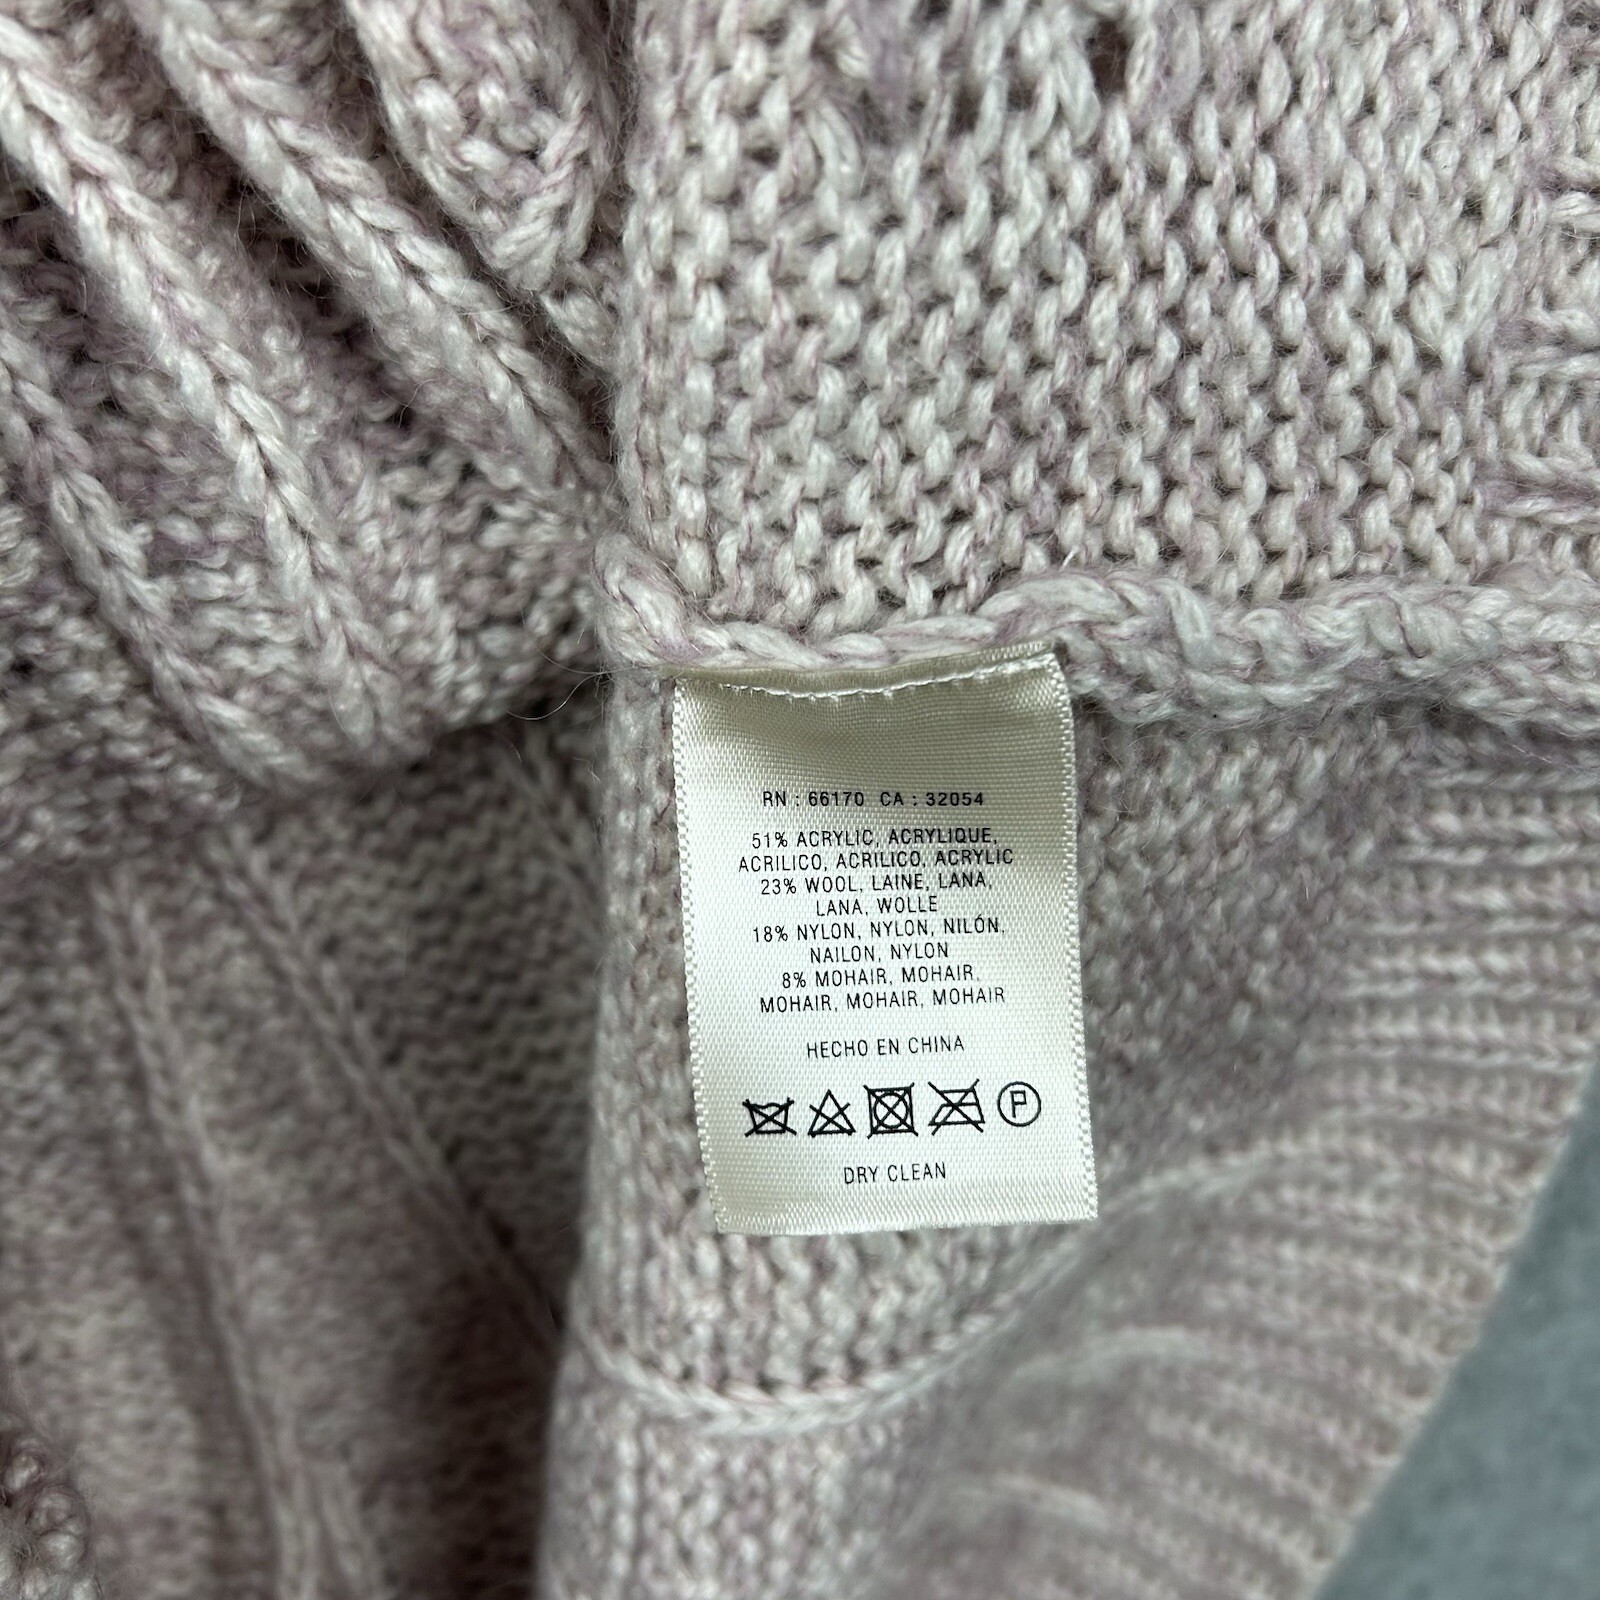 RN : 66170 CA : 32054
51% ACRYLIC, ACRYLIQUE,
ACRILICO, ACRILICO, ACRYLIC
23% WOOL, LAINE, LANA,
LANA, WOLLE
18% NYLON, NYLON, NILÓN,
NAILON, NYLON
8% MOHAIR, MOHAIR,
MOHAIR, MOHAIR, MOHAIR
HECHO EN CHINA
P
DRY CLEAN